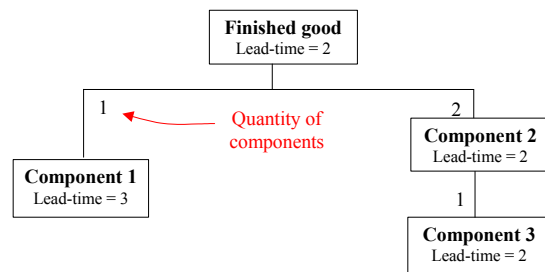 Finished good
Lead-time = 2
1
Quantity of
components
2
Component 2
Lead-time = 2
Component 1
Lead-time = 3
1
Component 3
Lead-time = 2